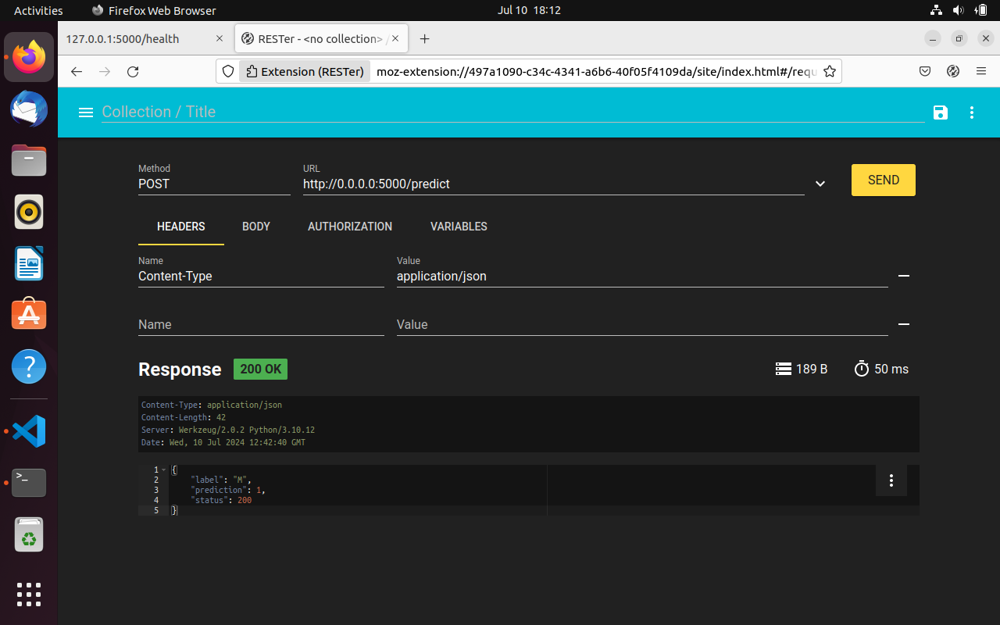 Activities
Firefox Web Browser
Jul 10 18:12
127.0.0.1:5000/health
RESTer - <no collection> /
Extension (RESTer)
moz-extension://497a1090-c34c-4341-a6b6-40f05f4109da/site/index.html#/requ
Collection / Title
Method
URL
POST
http://0.0.0.0:5000/predict
SEND
HEADERS
BODY
AUTHORIZATION
VARIABLES
Name
Value
Content-Type
application/json
Name
Value
Response
200 OK
189 B
50 ms
Content-Type: application/json
Content-Length: 42
Server: Werkzeug/2.0.2 Python/3.10.12
Date: Wed, 10 Jul 2024 12:42:40 GMT
1 {
2 "label": "M",
3 "prediction": 1,
4 "status": 200
5 }